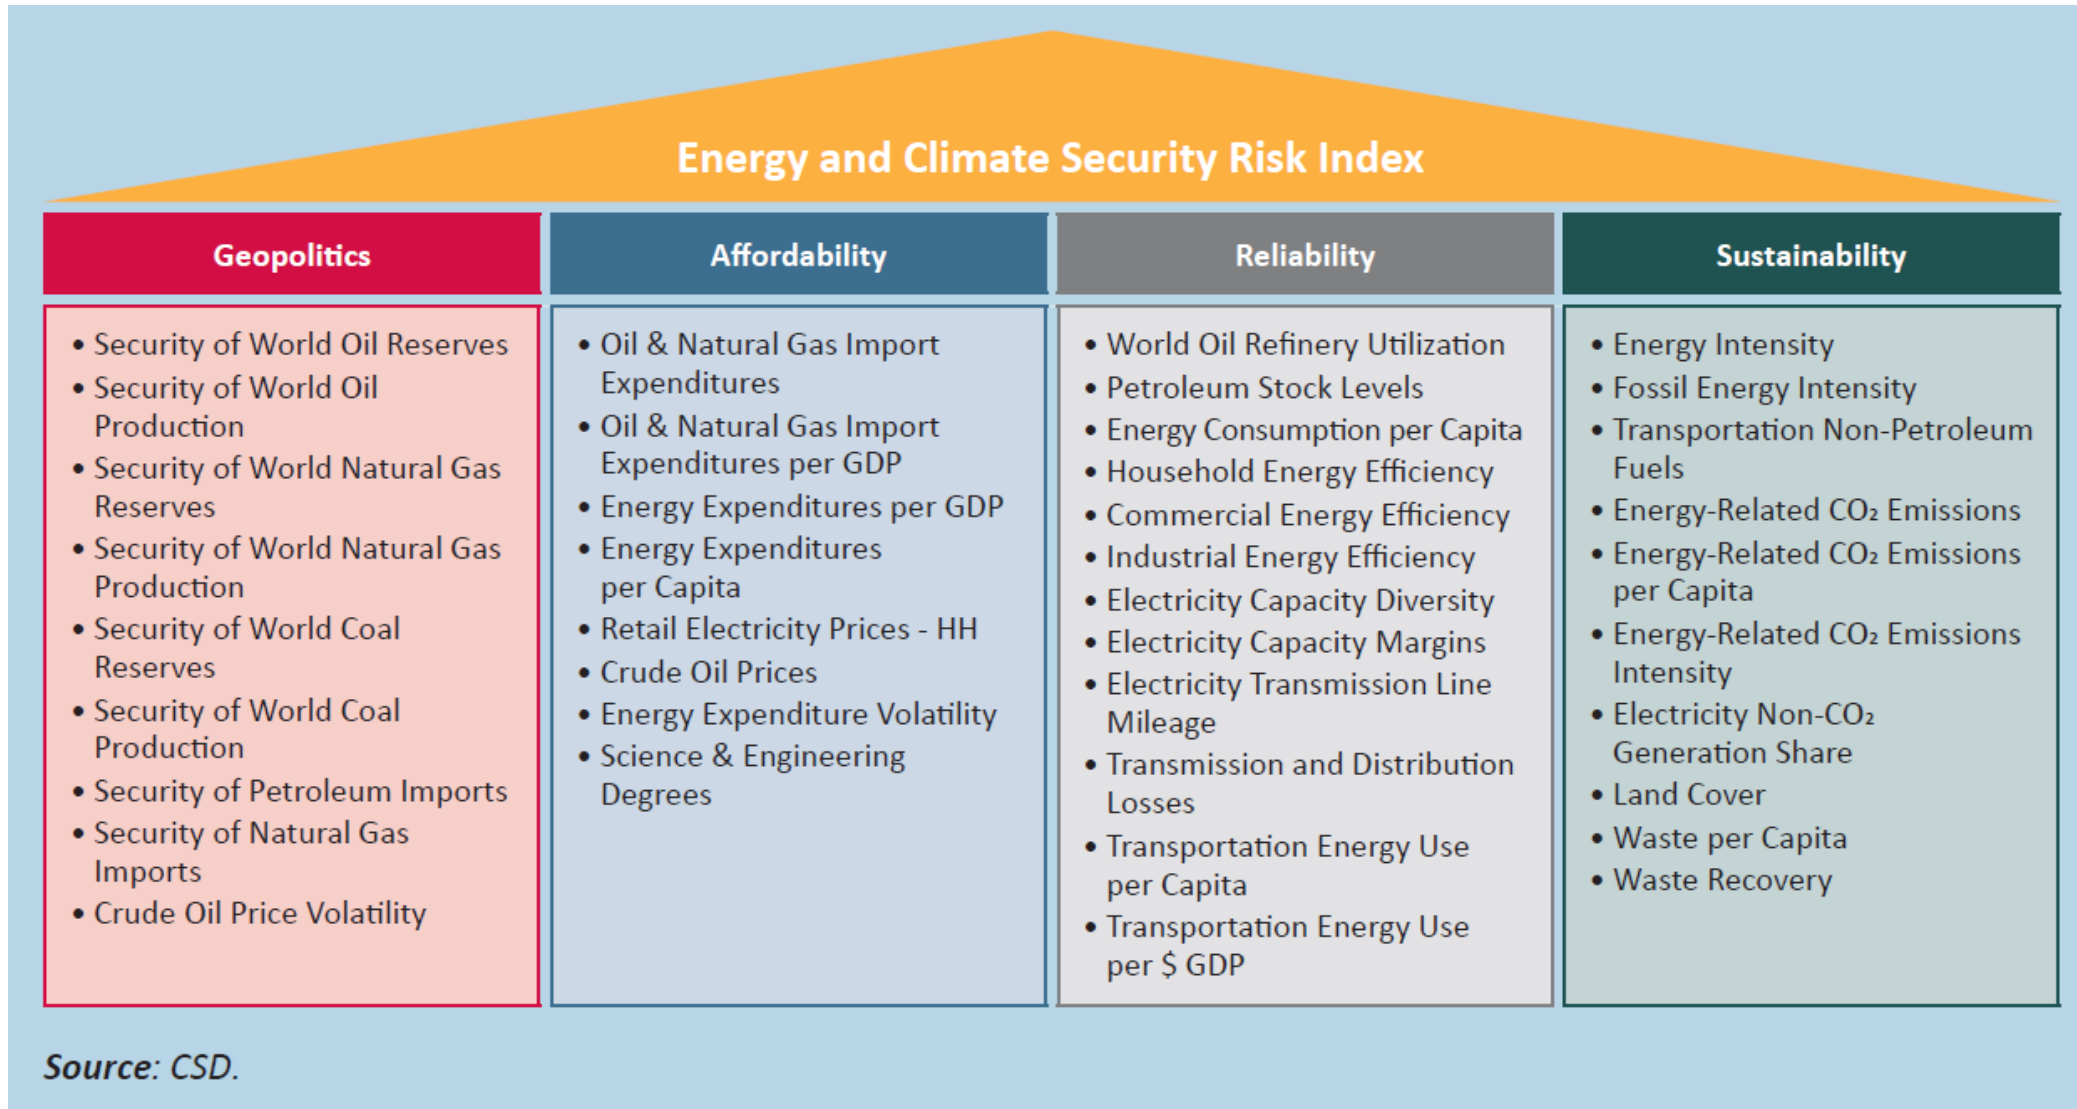 Energy and Climate Security Risk Index
Geopolitics
• Security of World Oil Reserves
• Security of World Oil
Production
• Security of World Natural Gas
Reserves
• Security of World Natural Gas
Production
• Security of World Coal
Reserves
• Security of World Coal
Production
• Security of Petroleum Imports
• Security of Natural Gas
Imports
• Crude Oil Price Volatility
Affordability
• Oil & Natural Gas Import
Expenditures
• Oil & Natural Gas Import
Expenditures per GDP
• Energy Expenditures per GDP
• Energy Expenditures
per Capita
• Retail Electricity Prices - HH
• Crude Oil Prices
• Energy Expenditure Volatility
• Science & Engineering
Degrees
Reliability
• World Oil Refinery Utilization
• Petroleum Stock Levels
• Energy Consumption per Capita
• Household Energy Efficiency
• Commercial Energy Efficiency
• Industrial Energy Efficiency
• Electricity Capacity Diversity
• Electricity Capacity Margins
• Electricity Transmission Line
Mileage
• Transmission and Distribution
Losses
• Transportation Energy Use
per Capita
• Transportation Energy Use
per $ GDP
Sustainability
• Energy Intensity
• Fossil Energy Intensity
• Transportation Non-Petroleum
Fuels
• Energy-Related CO₂ Emissions
• Energy-Related CO₂ Emissions
per Capita
• Energy-Related CO₂ Emissions
Intensity
• Electricity Non-CO₂
Generation Share
• Land Cover
• Waste per Capita
• Waste Recovery
Source: CSD.